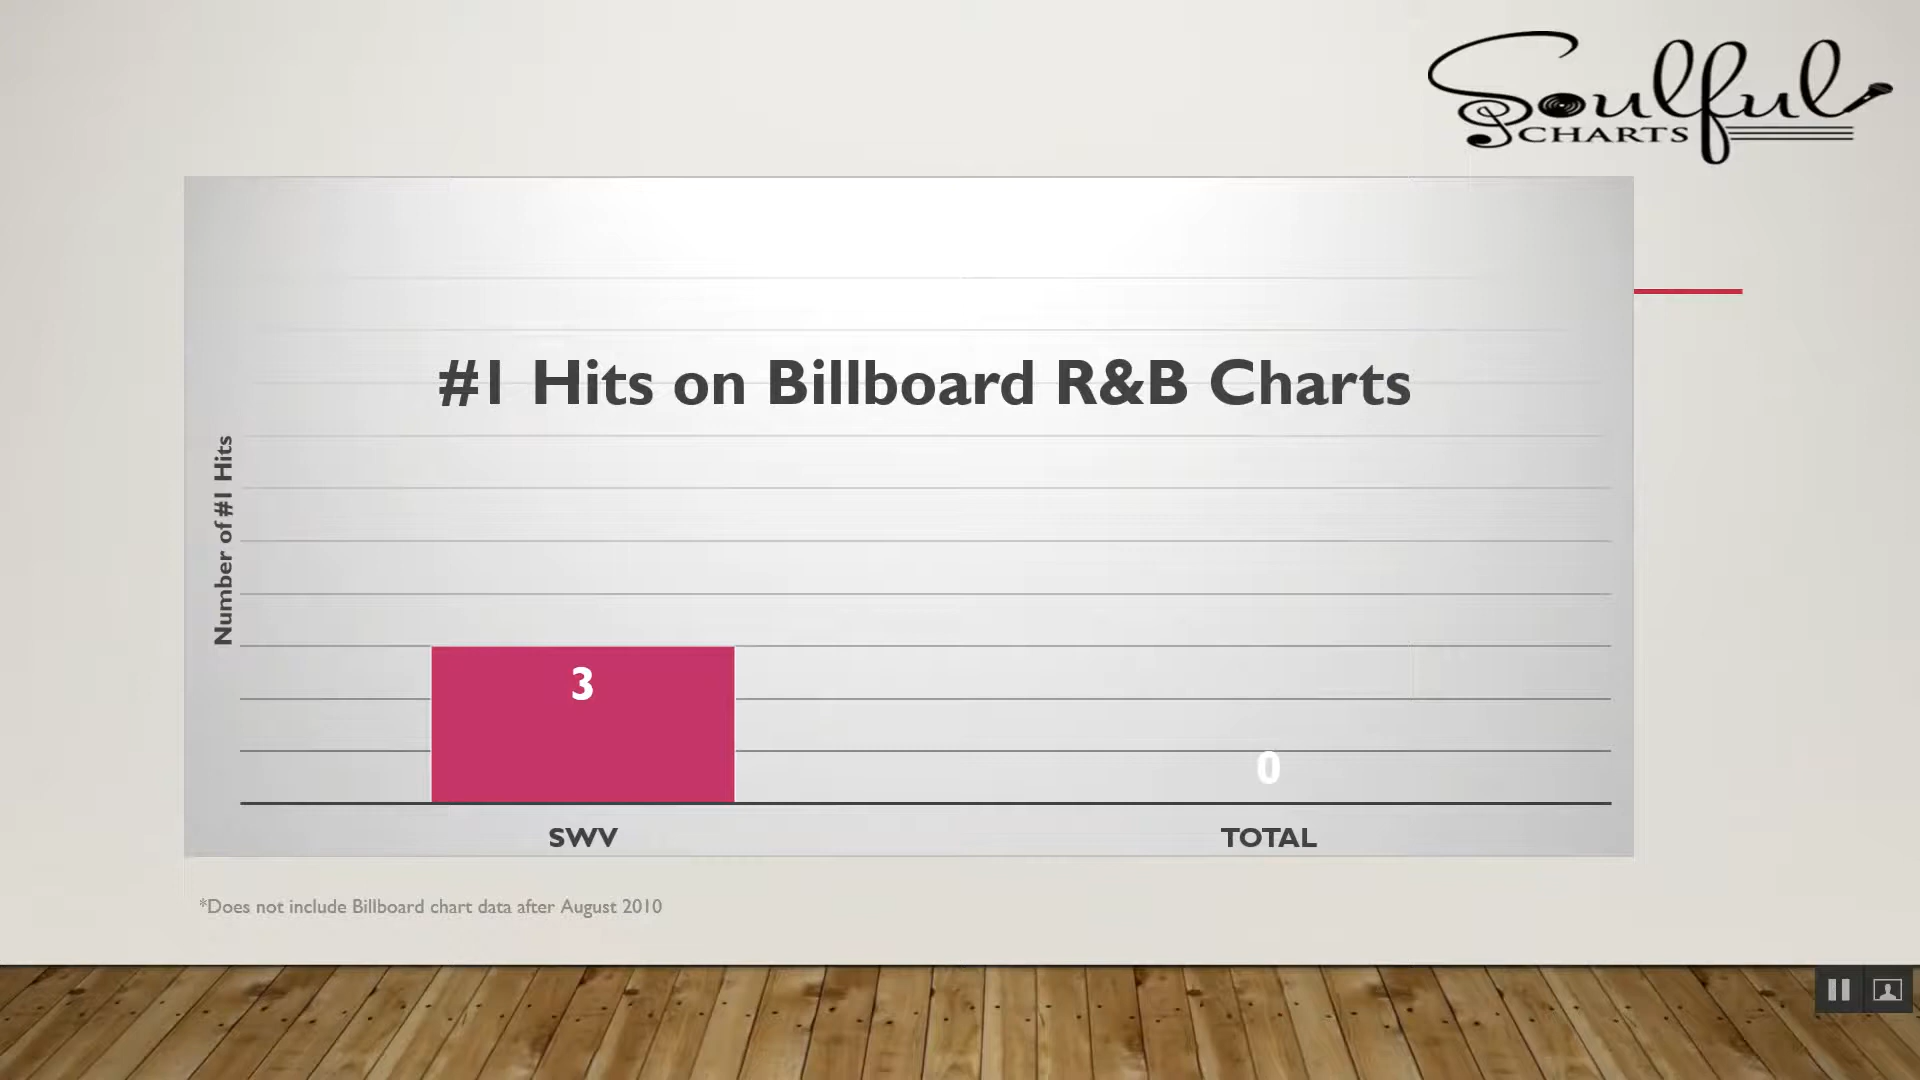 Soulful
CHARTS
#1 Hits on Billboard R&B Charts
Number of #1 Hits
3
0
SWV
TOTAL
*Does not include Billboard chart data after August 2010